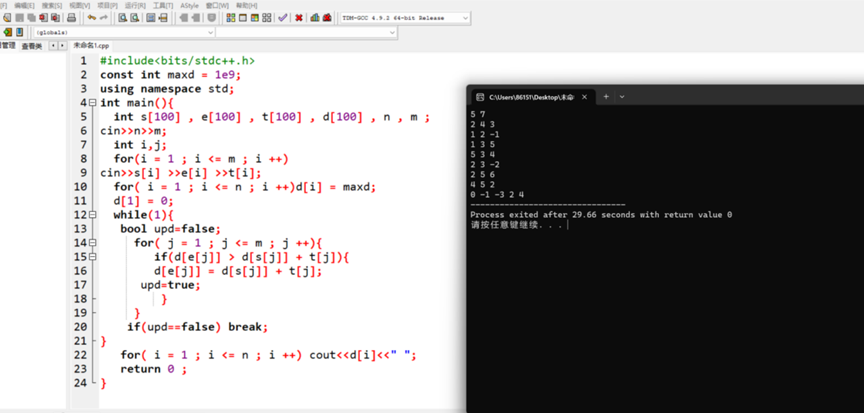 [F] 编辑[E] 搜索[S] 视图[V] 项目[P] 运行[R] 工具[T] AStyle 窗口[W] 帮助[H]
TDM-GCC 4.9.2 64-bit Release
(globals)
管理 查看类 未命名1.cpp
1 #include<bits/stdc++.h>
2 const int maxd = 1e9;
3 using namespace std;
4 int main(){
5 int s[100] , e[100] , t[100] , d[100] , n , m ;
6 cin>>n>>m;
7 int i,j;
8 for(i = 1 ; i <= m ; i ++)
9 cin>>s[i] >>e[i] >>t[i];
10 for( i = 1 ; i <= n ; i ++)d[i] = maxd;
11 d[1] = 0;
12 while(1){
13 bool upd=false;
14 for( j = 1 ; j <= m ; j ++){
15 if(d[e[j]] > d[s[j]] + t[j]){
16 d[e[j]] = d[s[j]] + t[j];
17 upd=true;
18 }
19 }
20 if(upd==false) break;
21 }
22 for( i = 1 ; i <= n ; i ++) cout<<d[i]<<" ";
23 return 0 ;
24 }
C:\Users\86151\Desktop\未命
5 7
2 4 3
1 2 -1
1 3 5
5 3 4
2 3 -2
2 5 6
4 5 2
0 -1 -3 2 4
--------------------------------
Process exited after 29.66 seconds with return value 0
请按任意键继续. . .